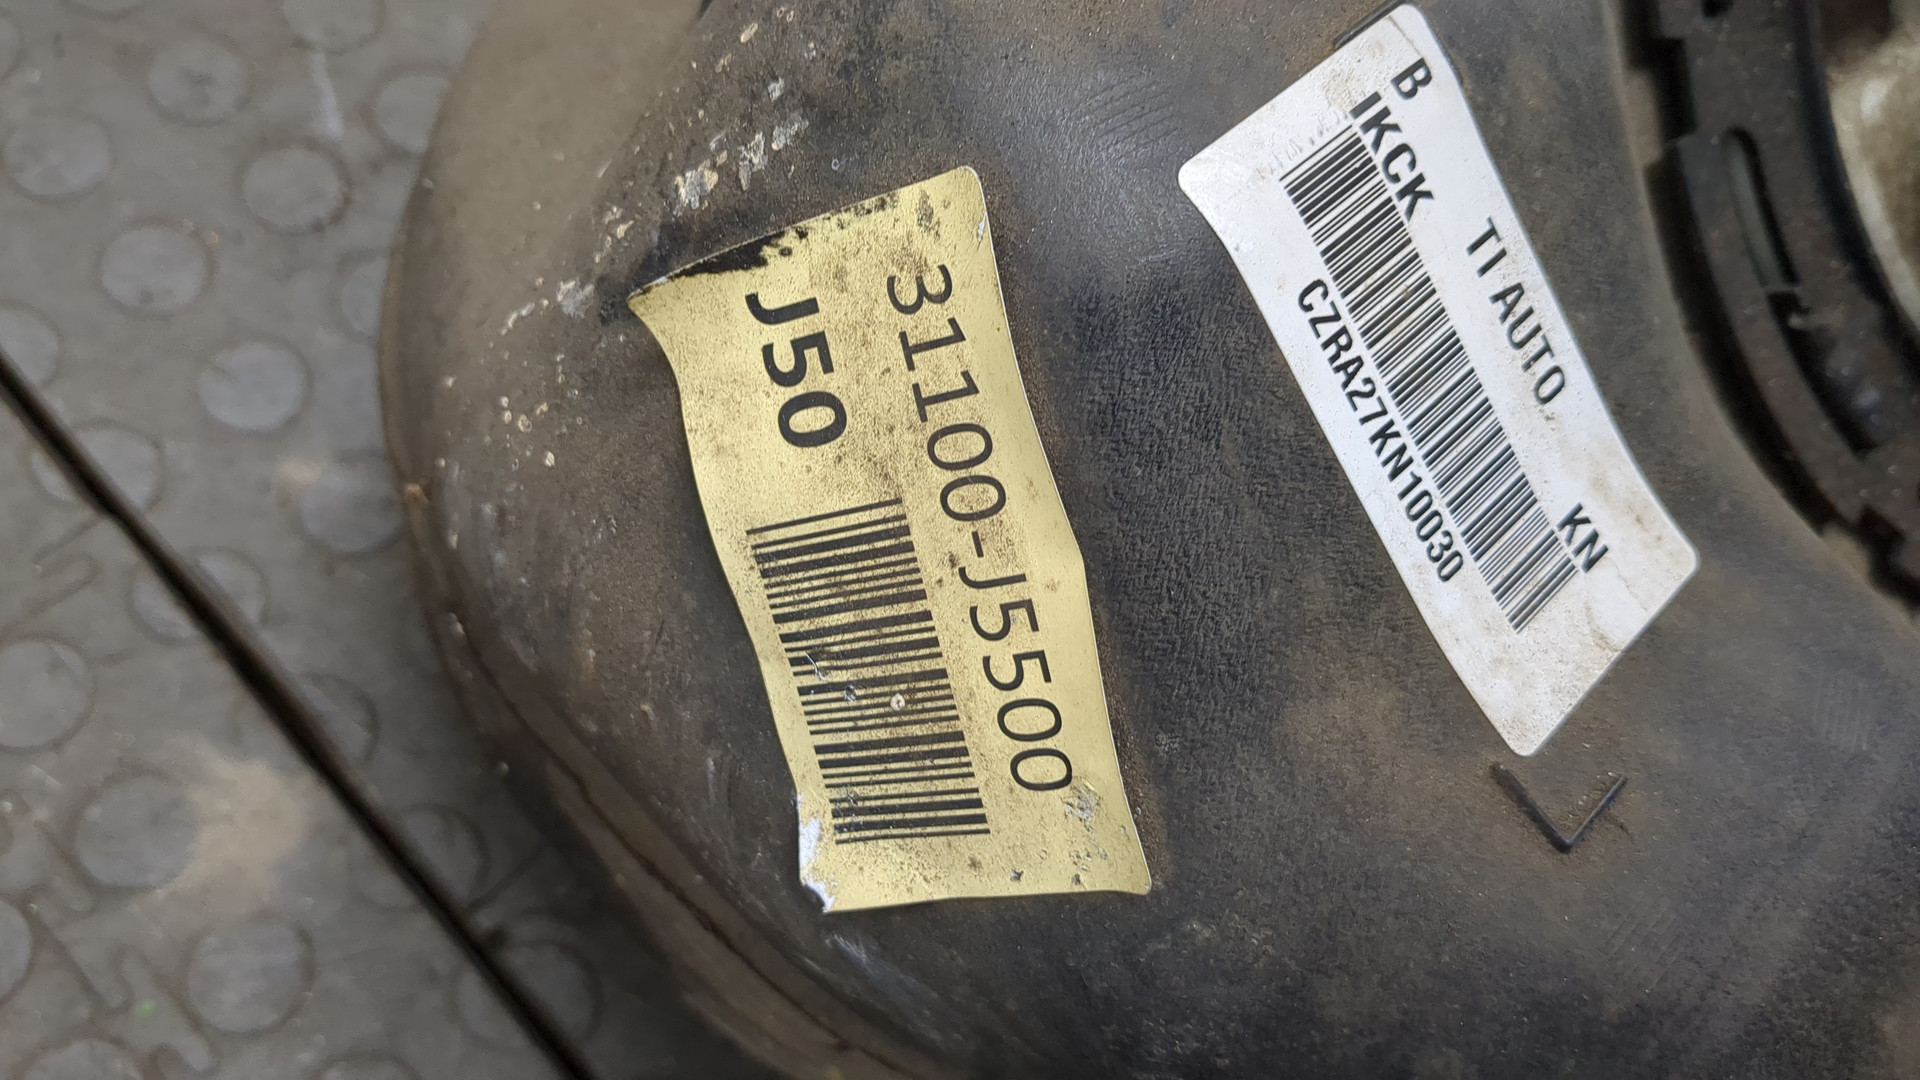 31100-J5500
J50
B
IKCK TI AUTO KN
CZRA27KN10030